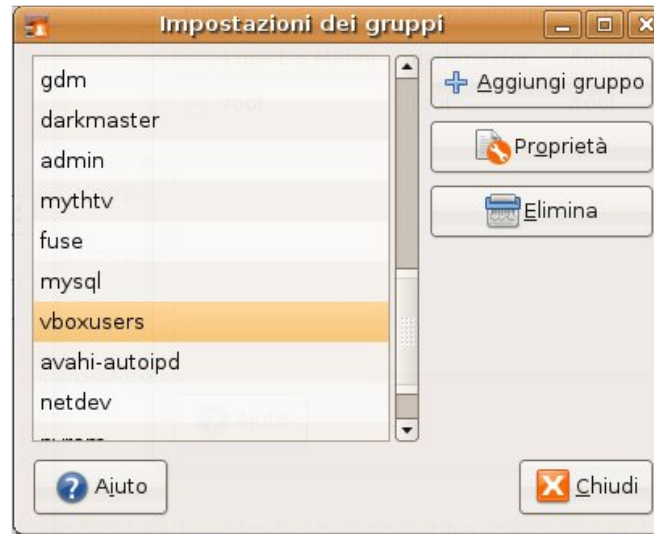 Impostazioni dei gruppi
gdm
darkmaster
admin
mythtv
fuse
mysql
vboxusers
avahi-autoipd
netdev
Aggiungi gruppo
Proprietà
Elimina
Aiuto
Chiudi